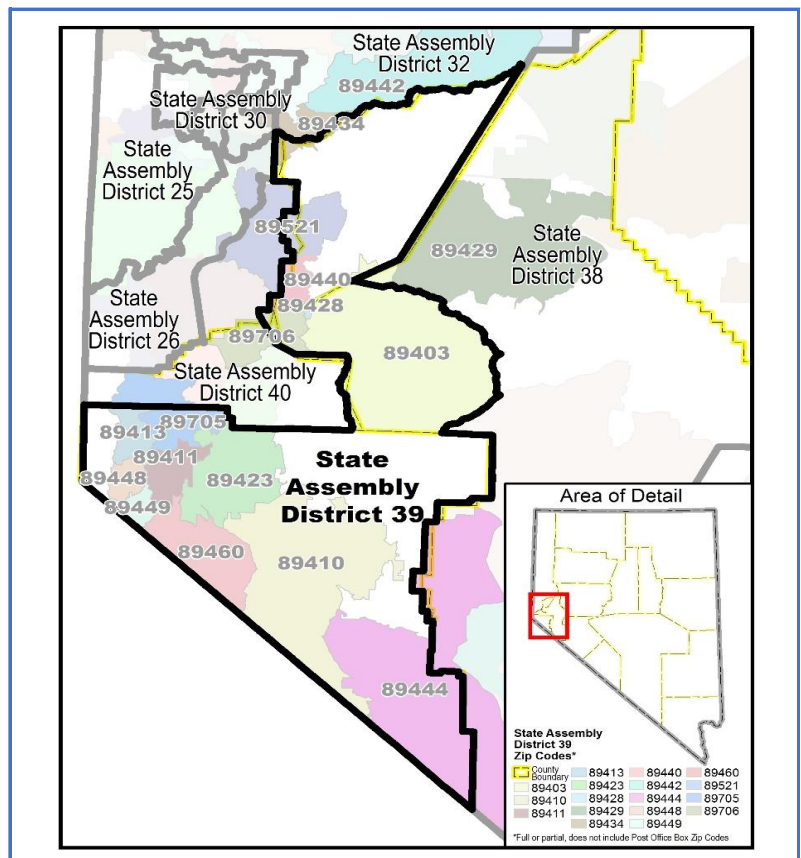 State Assembly
District 32
89442
State Assembly
District 30
89434
State
Assembly
District 25
89521
89429
State
Assembly
District 38
89440
State
Assembly
District 26
89428
89706
89403
State Assembly
District 40
89705
89413
89411
89423
State
Assembly
District 39
89448
89449
89460
89410
89444
Area of Detail
State Assembly
District 39
Zip Codes*
County
Boundary
89403
89410
89411
89413
89423
89428
89429
89434
89440
89442
89444
89448
89449
89460
89521
89705
89706
*Full or partial, does not include Post Office Box Zip Codes